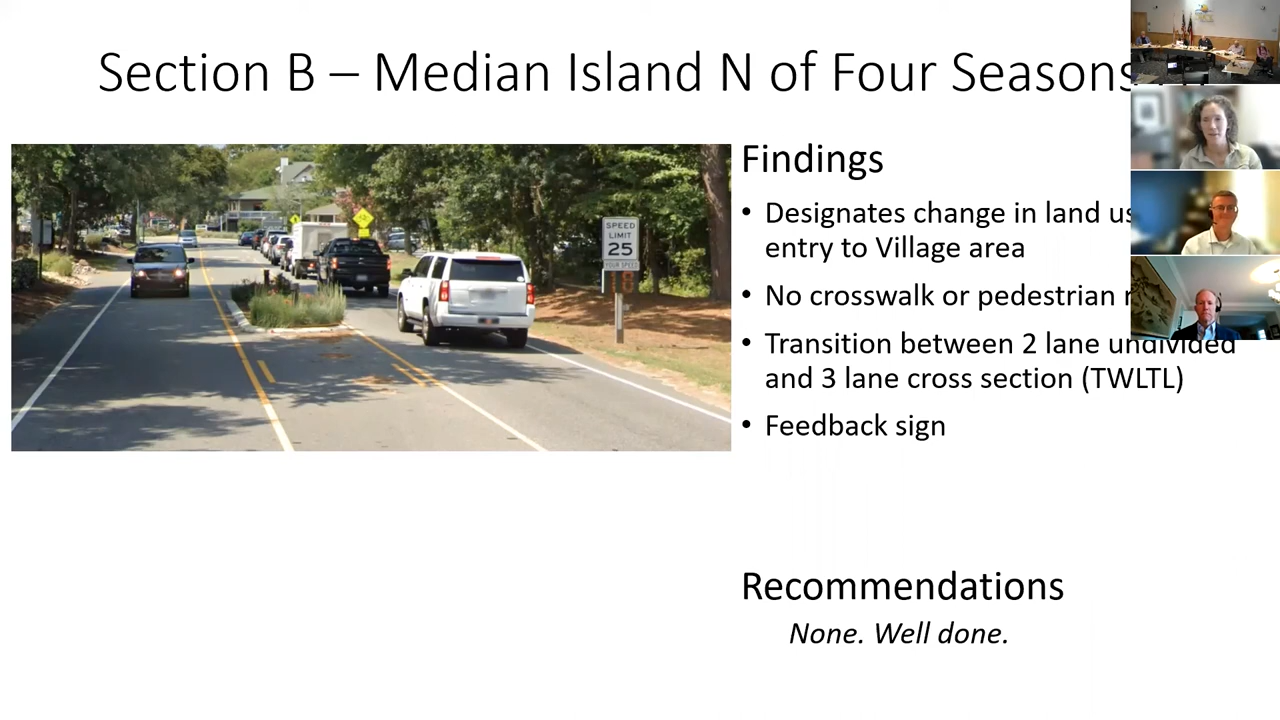 Section B – Median Island N of Four Seasons
Findings
• Designates change in land
entry to Village area
• No crosswalk or pedestrian
• Transition between 2 lane undivided
and 3 lane cross section (TWLTL)
• Feedback sign
SPEED
LIMIT
25
YOUR SPEED
Recommendations
None. Well done.